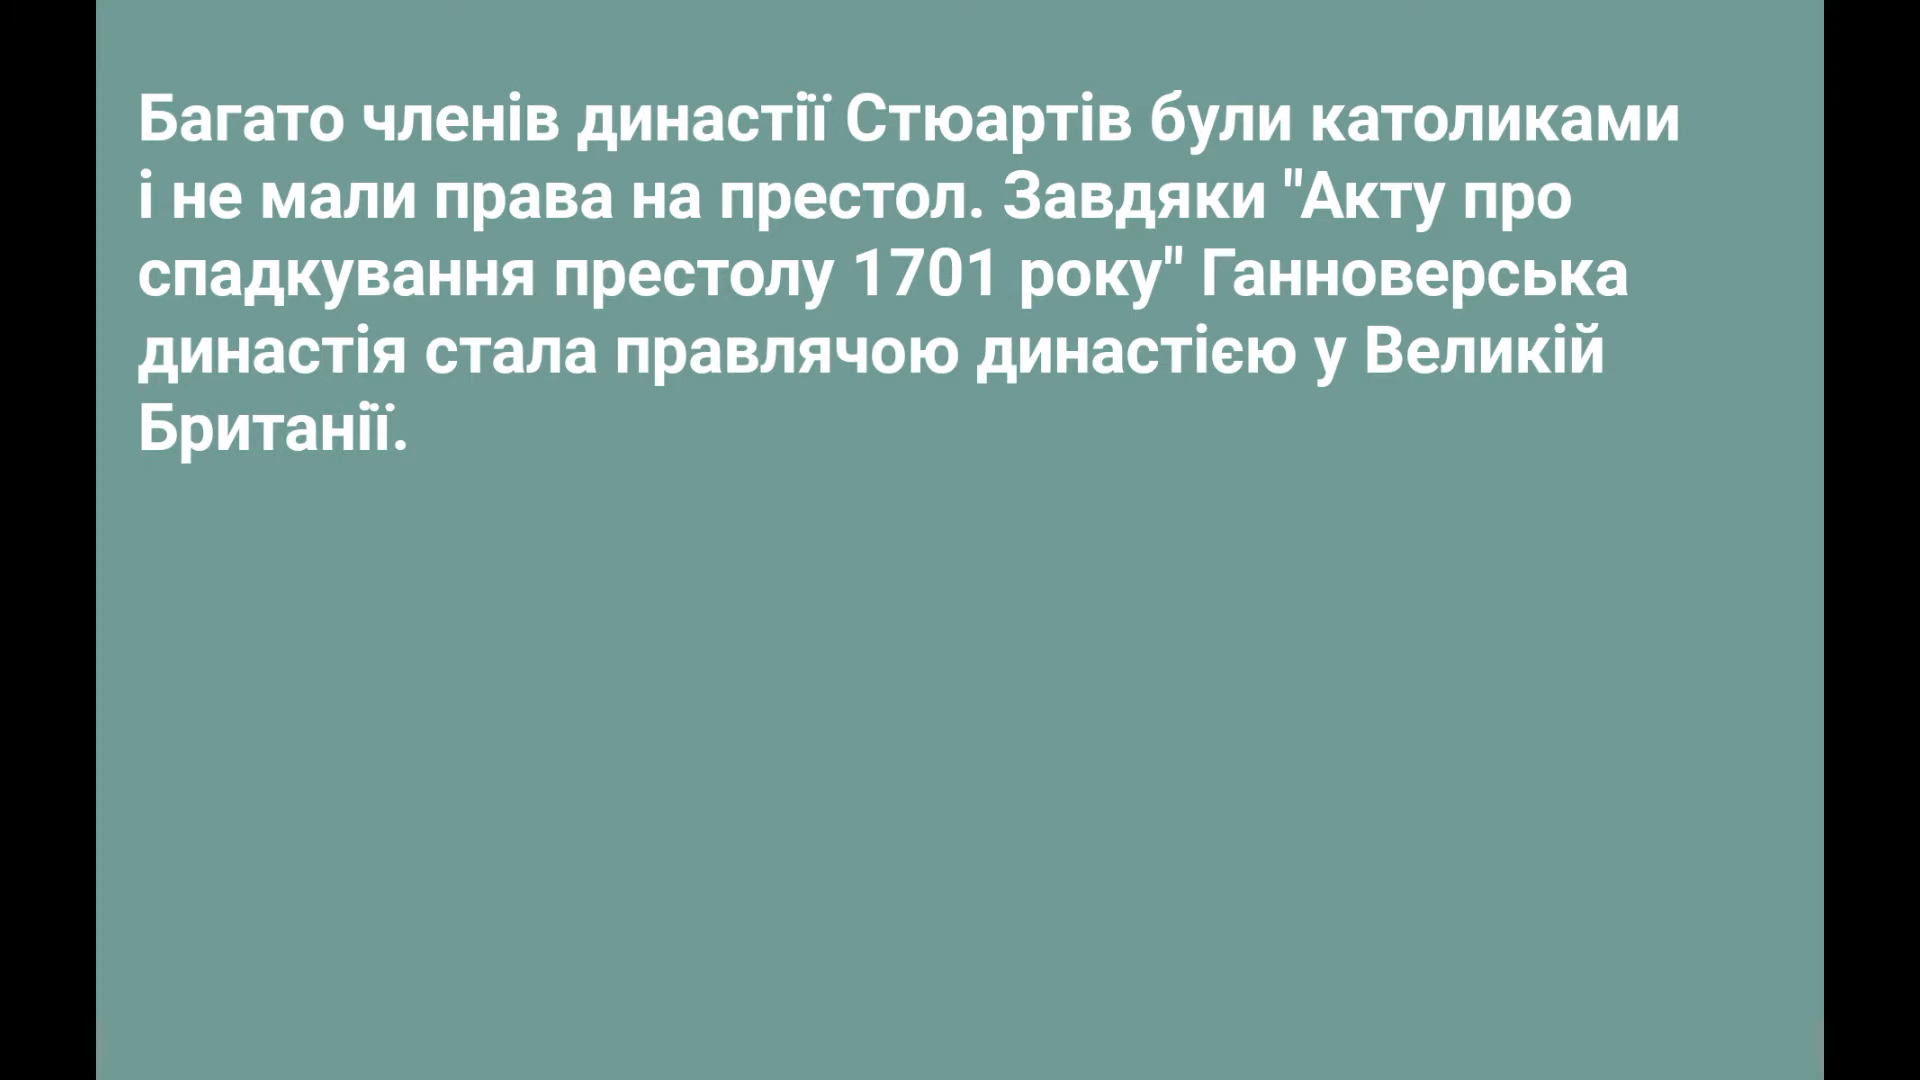 Багато членів династії Стюартів були католиками
і не мали права на престол. Завдяки "Акту про
спадкування престолу 1701 року" Ганноверська
династія стала правлячою династією у Великій
Британії.